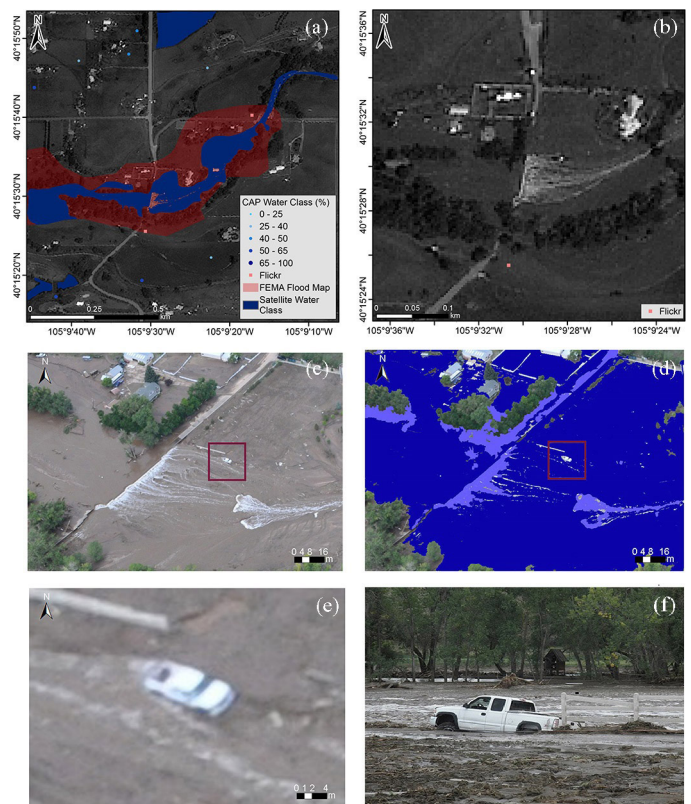 (a)
N
40°15'50"N
40°15'40"N
40°15'30"N
40°15'20"N
CAP Water Class (%)
0 - 25
25 - 40
40 - 50
50 - 65
65 - 100
Flickr
FEMA Flood Map
Satellite Water
Class
0 0.25 0.5
km
105°9'40"W 105°9'30"W 105°9'20"W 105°9'10"W
(b)
N
40°15'36"N
40°15'32"N
40°15'28"N
40°15'24"N
0 0.05 0.1
km
Flickr
105°9'36"W 105°9'32"W 105°9'28"W 105°9'24"W
(c)
N
0 4 8 16
m
(d)
N
0 4 8 16
m
(e)
N
0 1 2 4
m
(f)